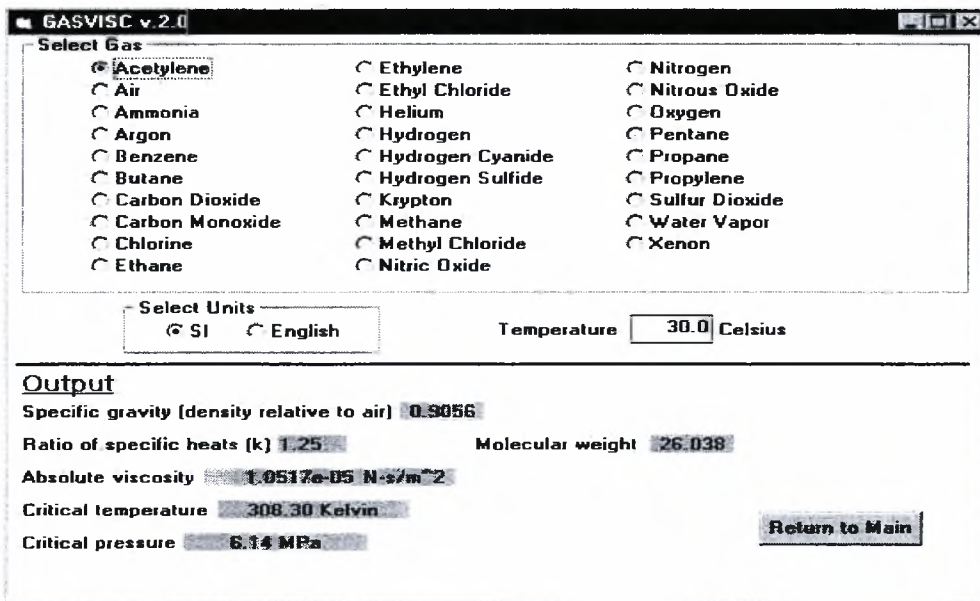 GASVISC v.2.0
Select Gas
Acetylene
Air
Ammonia
Argon
Benzene
Butane
Carbon Dioxide
Carbon Monoxide
Chlorine
Ethane
Ethylene
Ethyl Chloride
Helium
Hydrogen
Hydrogen Cyanide
Hydrogen Sulfide
Krypton
Methane
Methyl Chloride
Nitric Oxide
Nitrogen
Nitrous Oxide
Oxygen
Pentane
Propane
Propylene
Sulfur Dioxide
Water Vapor
Xenon
Select Units
SI English
Temperature 30.0 Celsius
Output
Specific gravity (density relative to air) 0.9056
Ratio of specific heats (k) 1.25 Molecular weight 26.038
Absolute viscosity 1.0517e-05 N-s/m^2
Critical temperature 308.30 Kelvin
Critical pressure 6.14 MPa
Return to Main